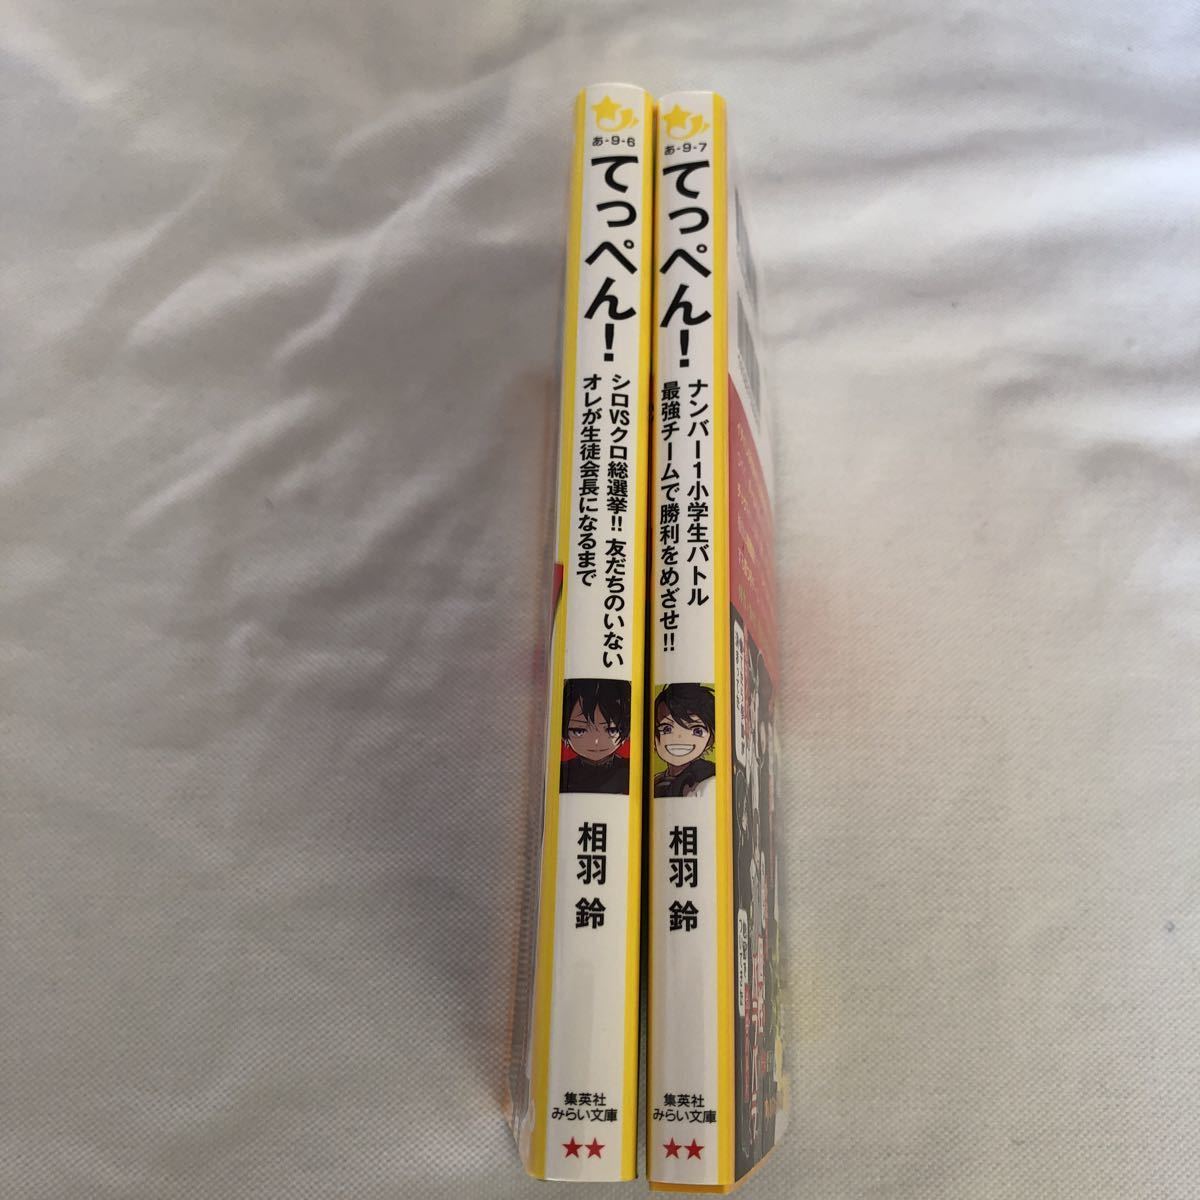 あ-9-6
てっぺん!
シロVSクロ総選挙!! 友だちのいない
オレが生徒会長になるまで
相羽 鈴
集英社
みらい文庫
★★
あ-9-7
てっぺん!
ナンバー1小学生バトル
最強チームで勝利をめざせ!!
相羽 鈴
集英社
みらい文庫
★★